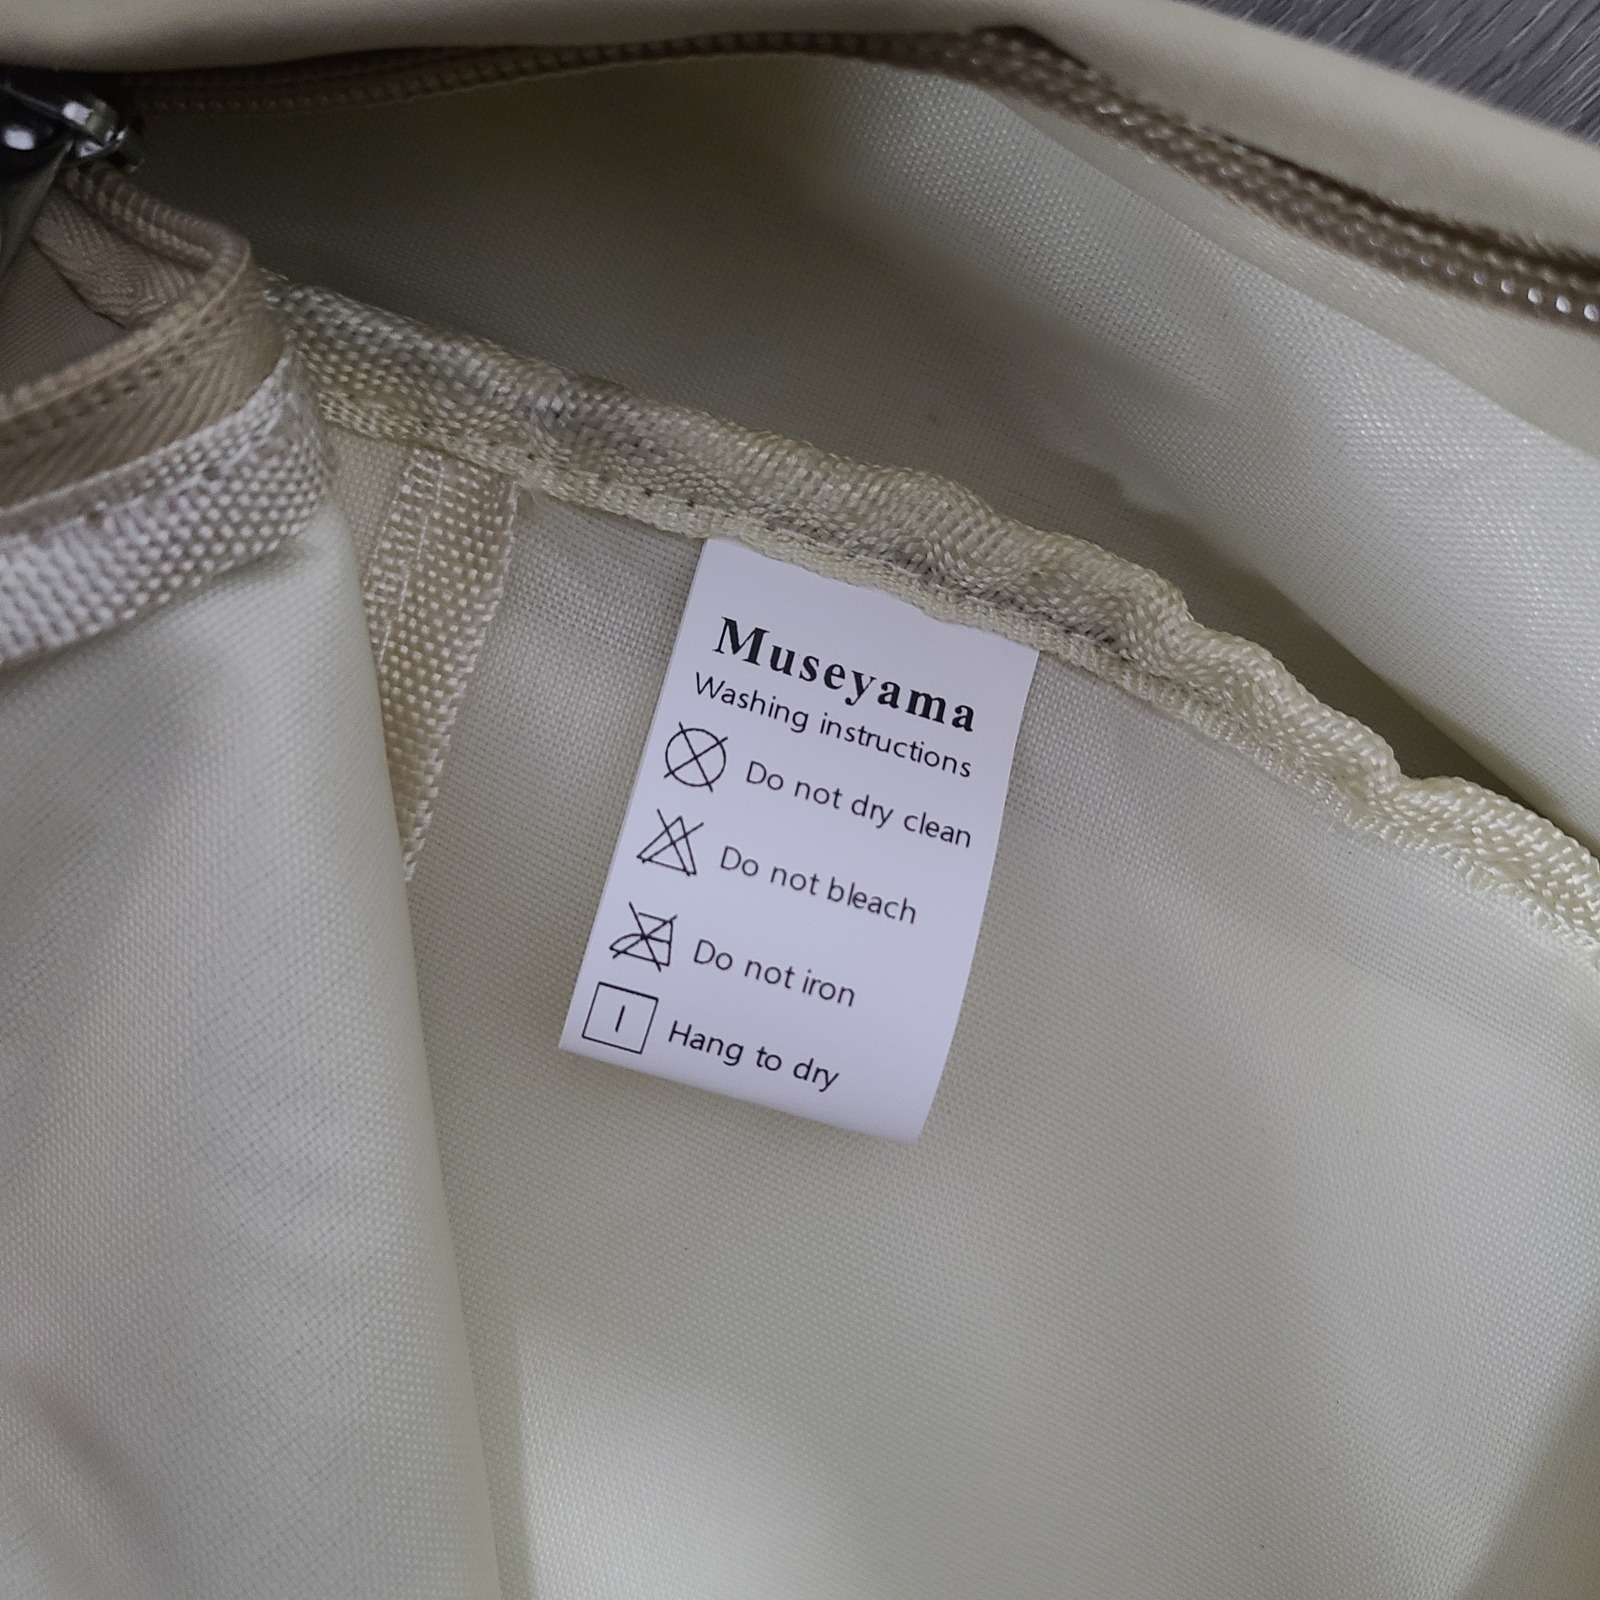 Museyama
Washing instructions
Do not dry clean
Do not bleach
Do not iron
Hang to dry